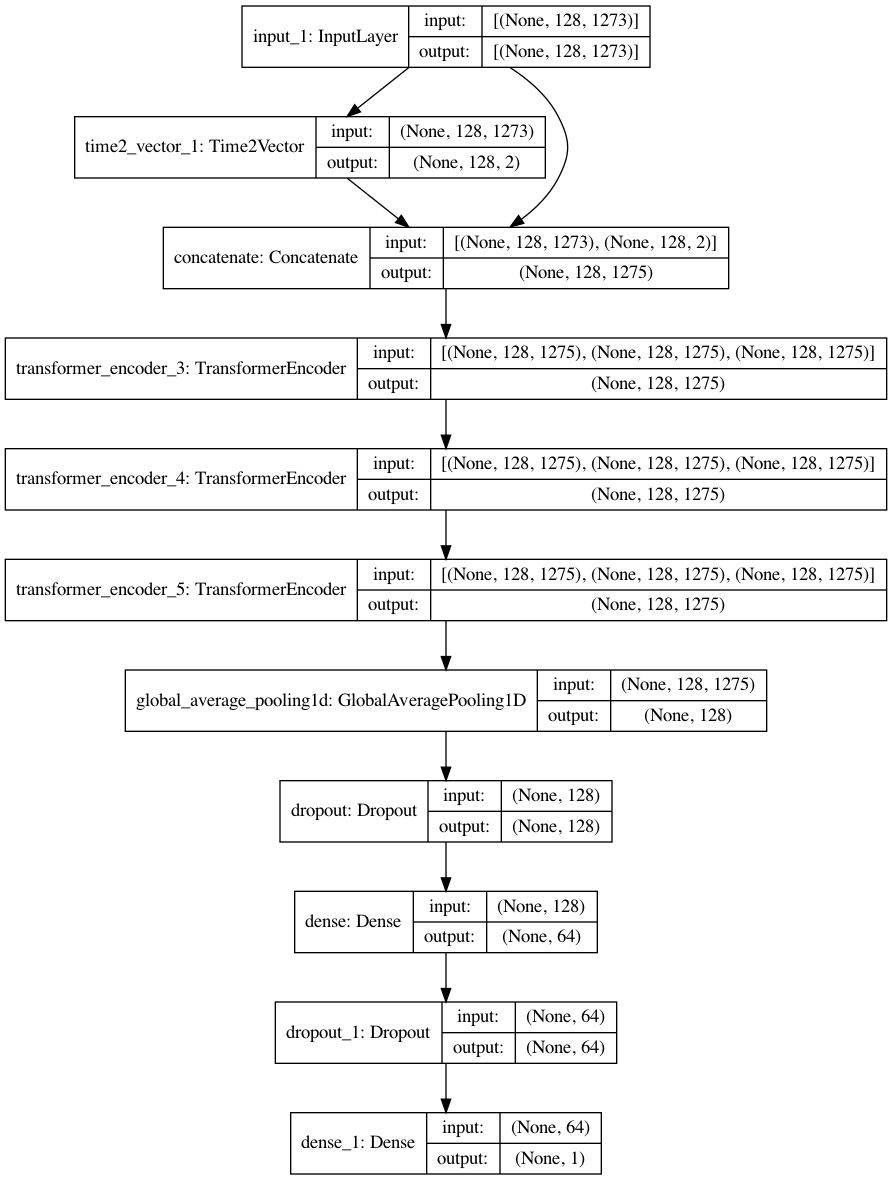 input_1: InputLayer
input: [(None, 128, 1273)]
output: [(None, 128, 1273)]
time2_vector_1: Time2Vector
input: (None, 128, 1273)
output: (None, 128, 2)
concatenate: Concatenate
input: [(None, 128, 1273), (None, 128, 2)]
output: (None, 128, 1275)
transformer_encoder_3: TransformerEncoder
input: [(None, 128, 1275), (None, 128, 1275), (None, 128, 1275)]
output: (None, 128, 1275)
transformer_encoder_4: TransformerEncoder
input: [(None, 128, 1275), (None, 128, 1275), (None, 128, 1275)]
output: (None, 128, 1275)
transformer_encoder_5: TransformerEncoder
input: [(None, 128, 1275), (None, 128, 1275), (None, 128, 1275)]
output: (None, 128, 1275)
global_average_pooling1d: GlobalAveragePooling1D
input: (None, 128, 1275)
output: (None, 128)
dropout: Dropout
input: (None, 128)
output: (None, 128)
dense: Dense
input: (None, 128)
output: (None, 64)
dropout_1: Dropout
input: (None, 64)
output: (None, 64)
dense_1: Dense
input: (None, 64)
output: (None, 1)